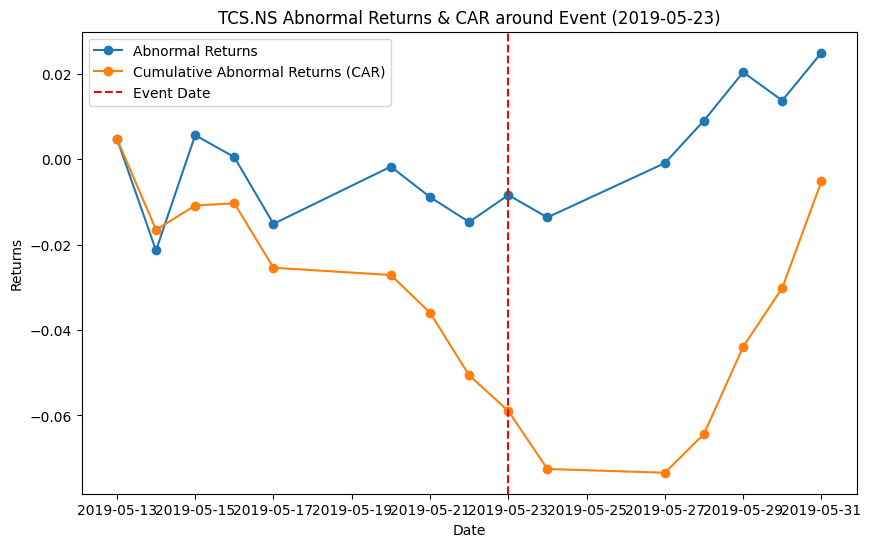 TCS.NS Abnormal Returns & CAR around Event (2019-05-23)
Abnormal Returns
Cumulative Abnormal Returns (CAR)
Event Date
Returns
0.02
0.00
−0.02
−0.04
−0.06
2019-05-13 2019-05-15 2019-05-17 2019-05-19 2019-05-21 2019-05-23 2019-05-25 2019-05-27 2019-05-29 2019-05-31
Date